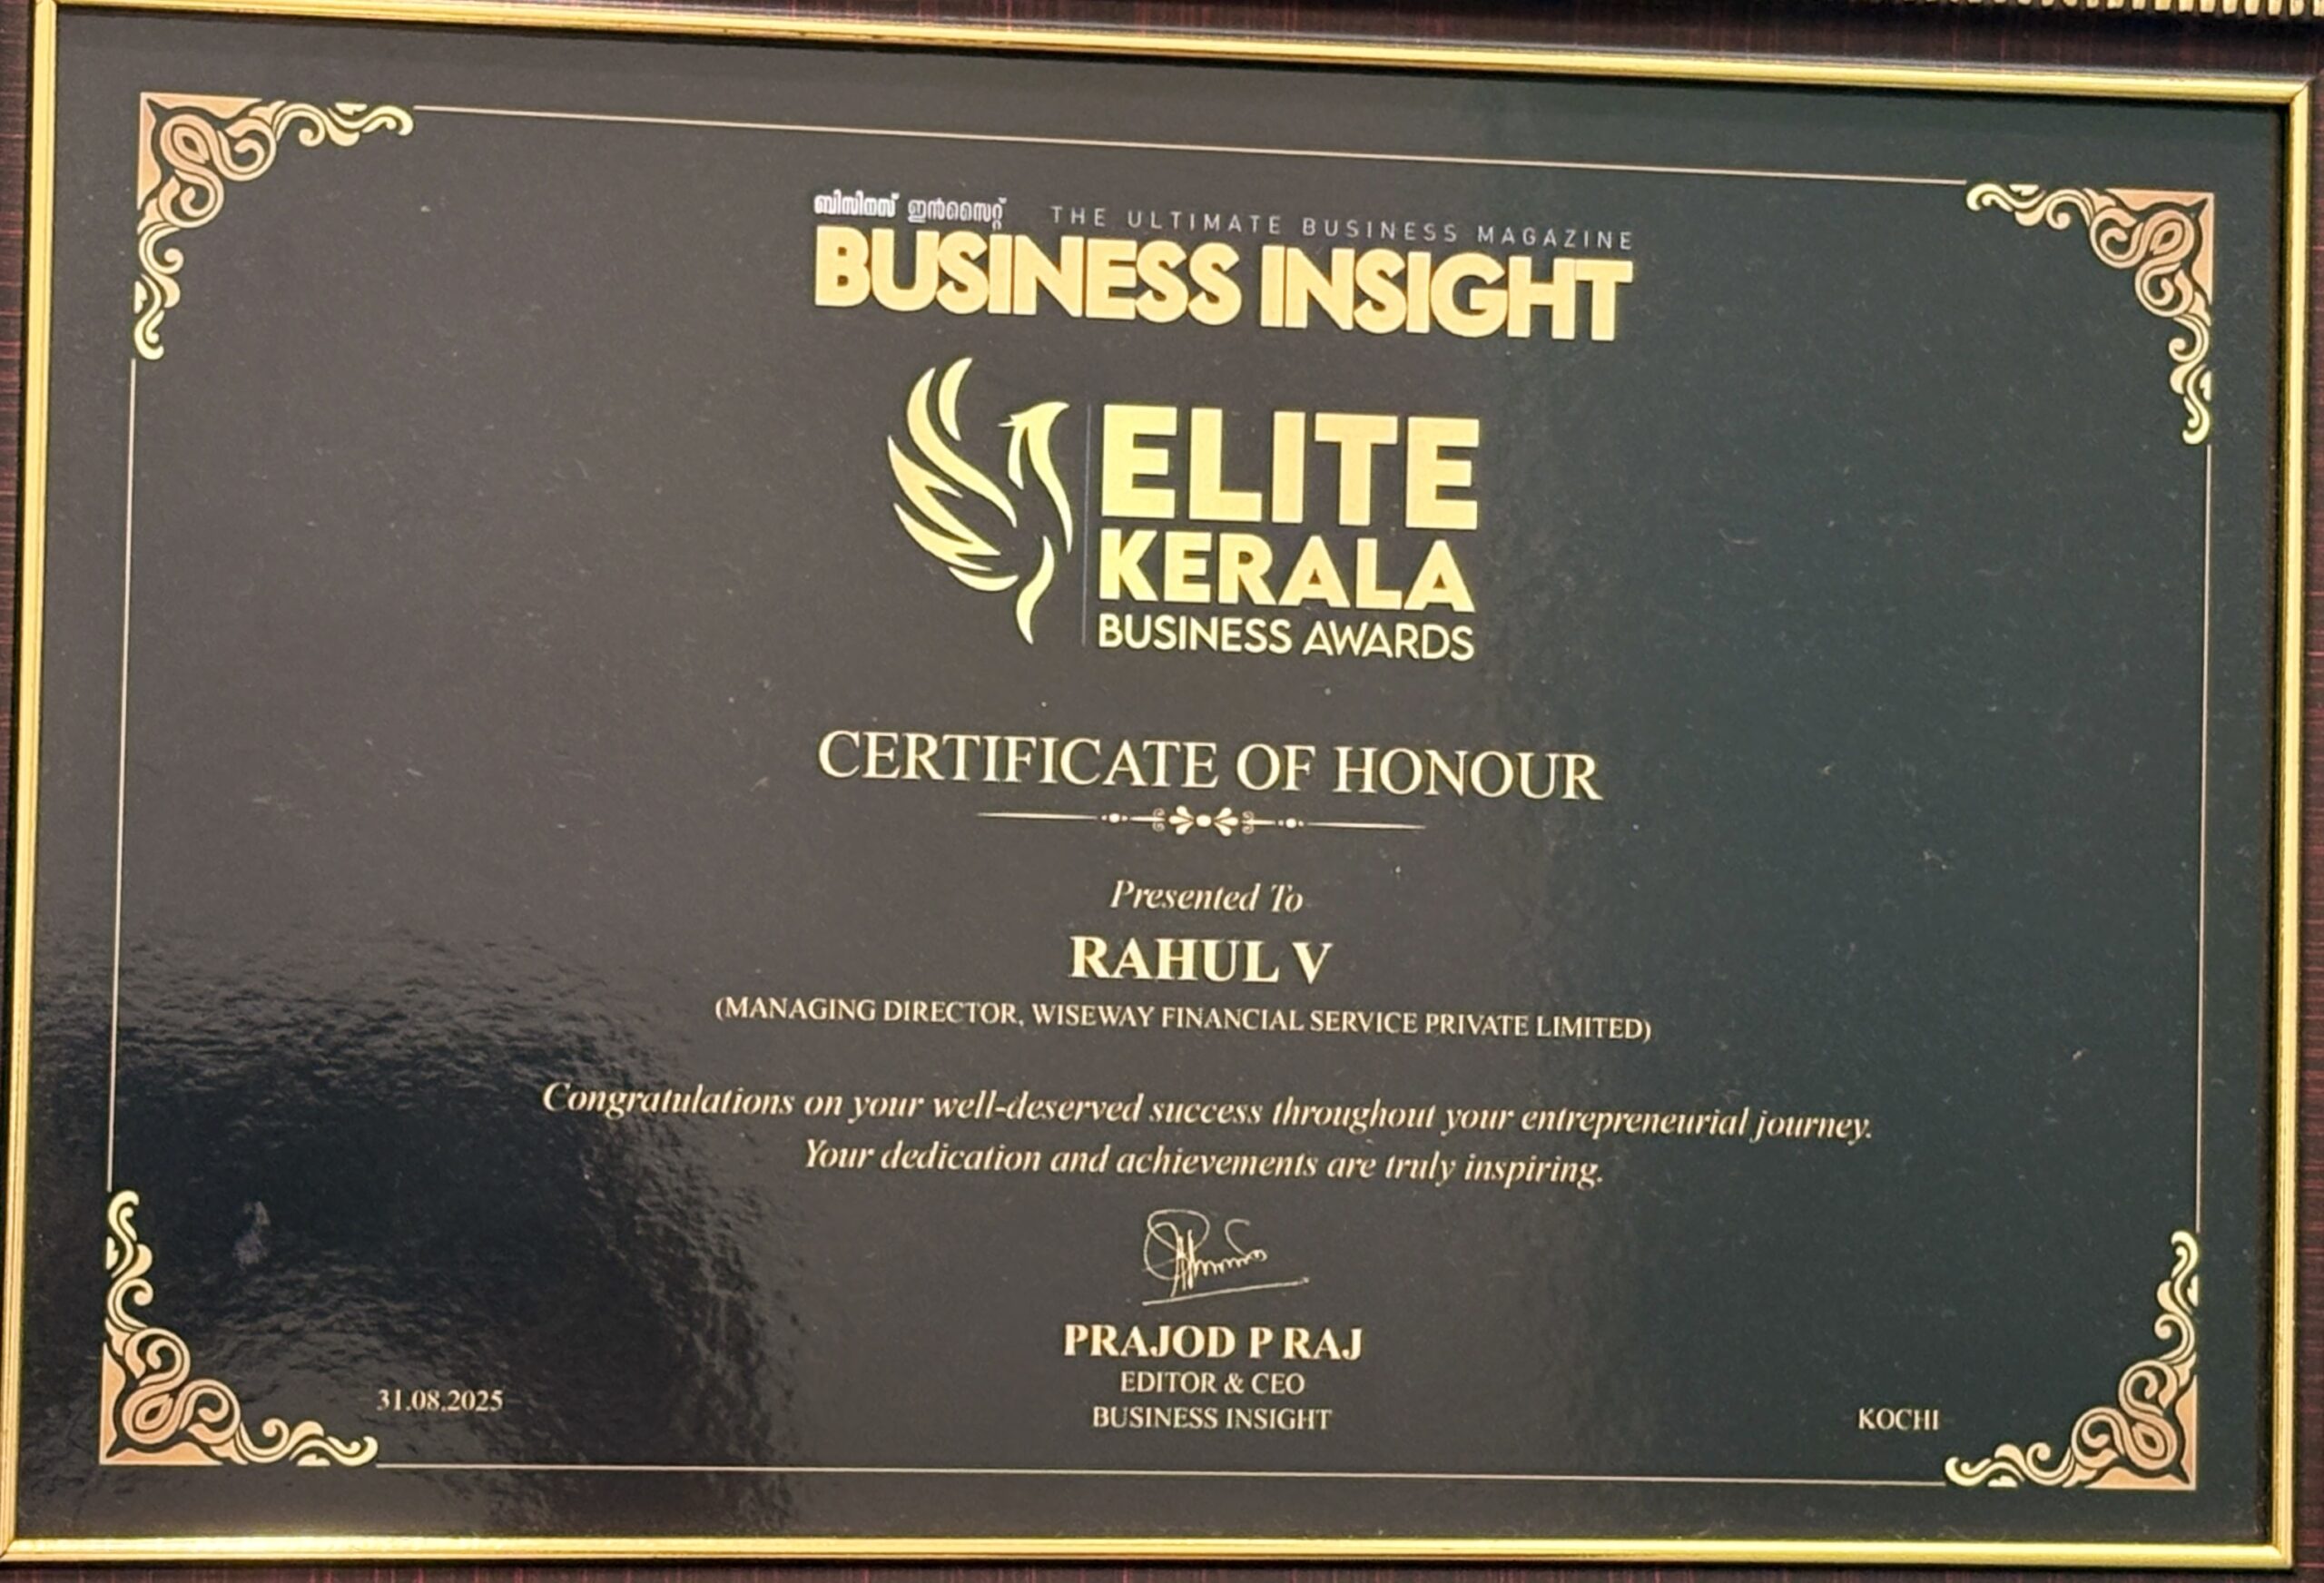 ബിസിനസ് ഇൻസൈറ്റ് THE ULTIMATE BUSINESS MAGAZINE
BUSINESS INSIGHT
ELITE
KERALA
BUSINESS AWARDS
CERTIFICATE OF HONOUR
Presented To
RAHUL V
(MANAGING DIRECTOR, WISEWAY FINANCIAL SERVICE PRIVATE LIMITED)
Congratulations on your well-deserved success throughout your entrepreneurial journey.
Your dedication and achievements are truly inspiring.
PRAJOD P RAJ
EDITOR & CEO
BUSINESS INSIGHT
31.08.2025
KOCHI